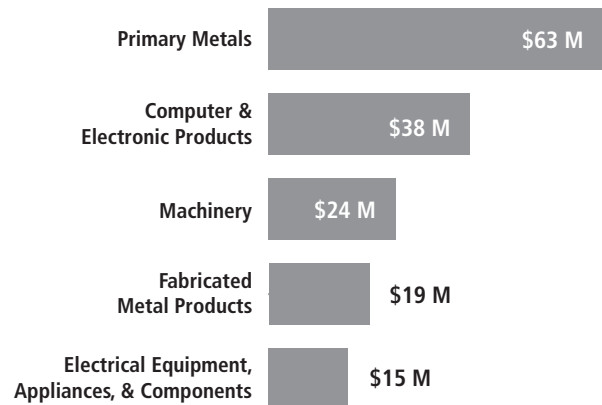 Primary Metals
$63 M
Computer &
Electronic Products
$38 M
Machinery
$24 M
Fabricated
Metal Products
$19 M
Electrical Equipment,
Appliances, & Components
$15 M